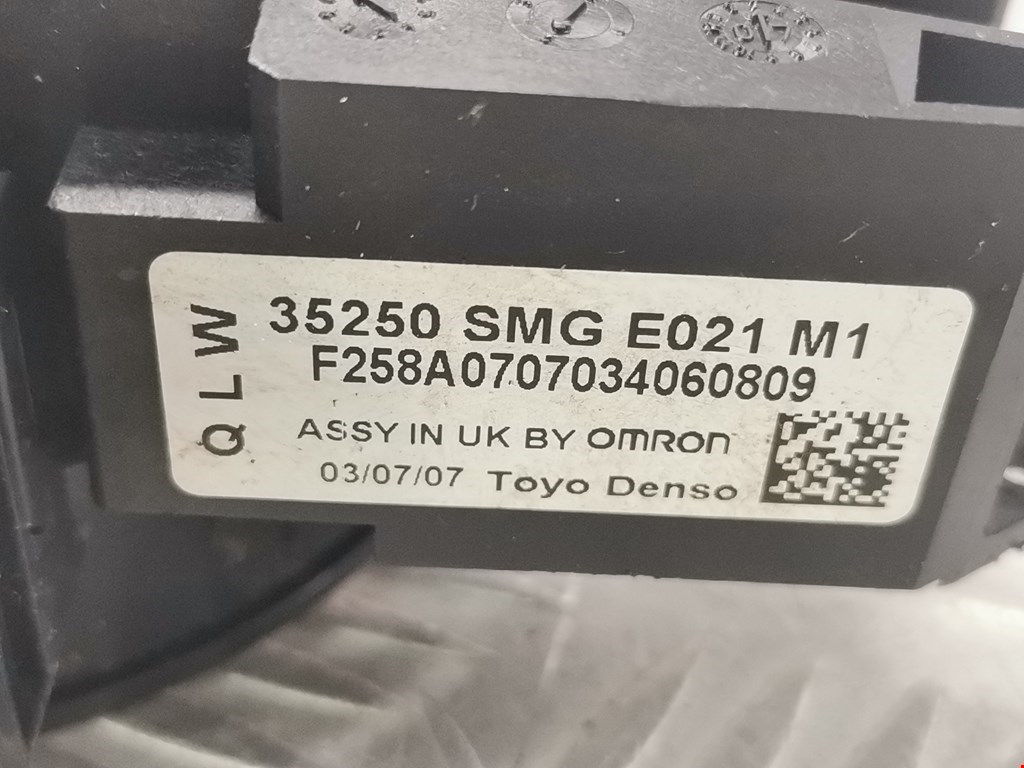 35250 SMG E021 M1
F258A0707034060809
ASSY IN UK BY OMRON
03/07/07 Toyo Denso
QLW